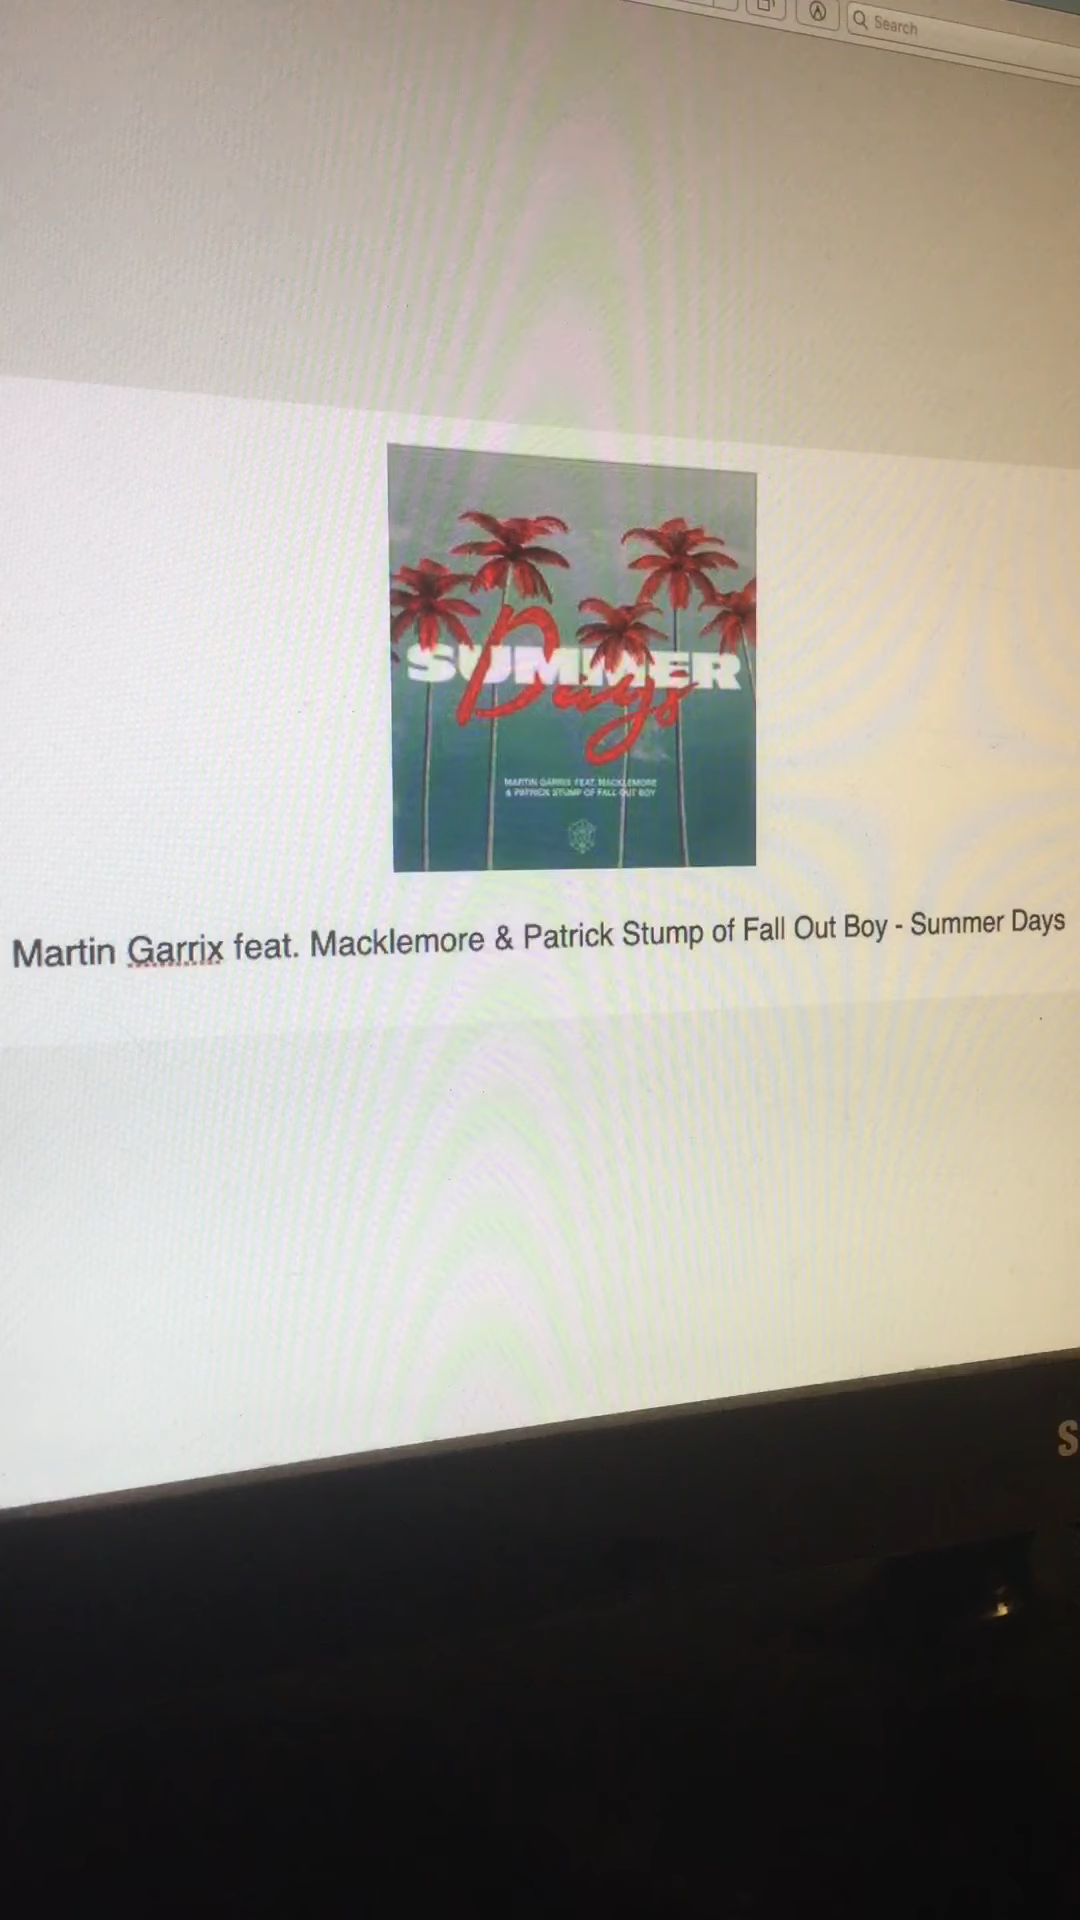 Search
SUMMER
Days
MARTIN GARRIX FEAT. MACKLEMORE
& PATRICK STUMP OF FALL OUT BOY
Martin Garrix feat. Macklemore & Patrick Stump of Fall Out Boy - Summer Days
S